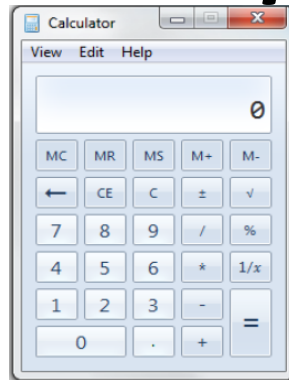 Calculator
View Edit Help
0
MC MR MS M+ M-
← CE C ± √
7 8 9 / %
4 5 6 * 1/x
1 2 3 - =
0 . +